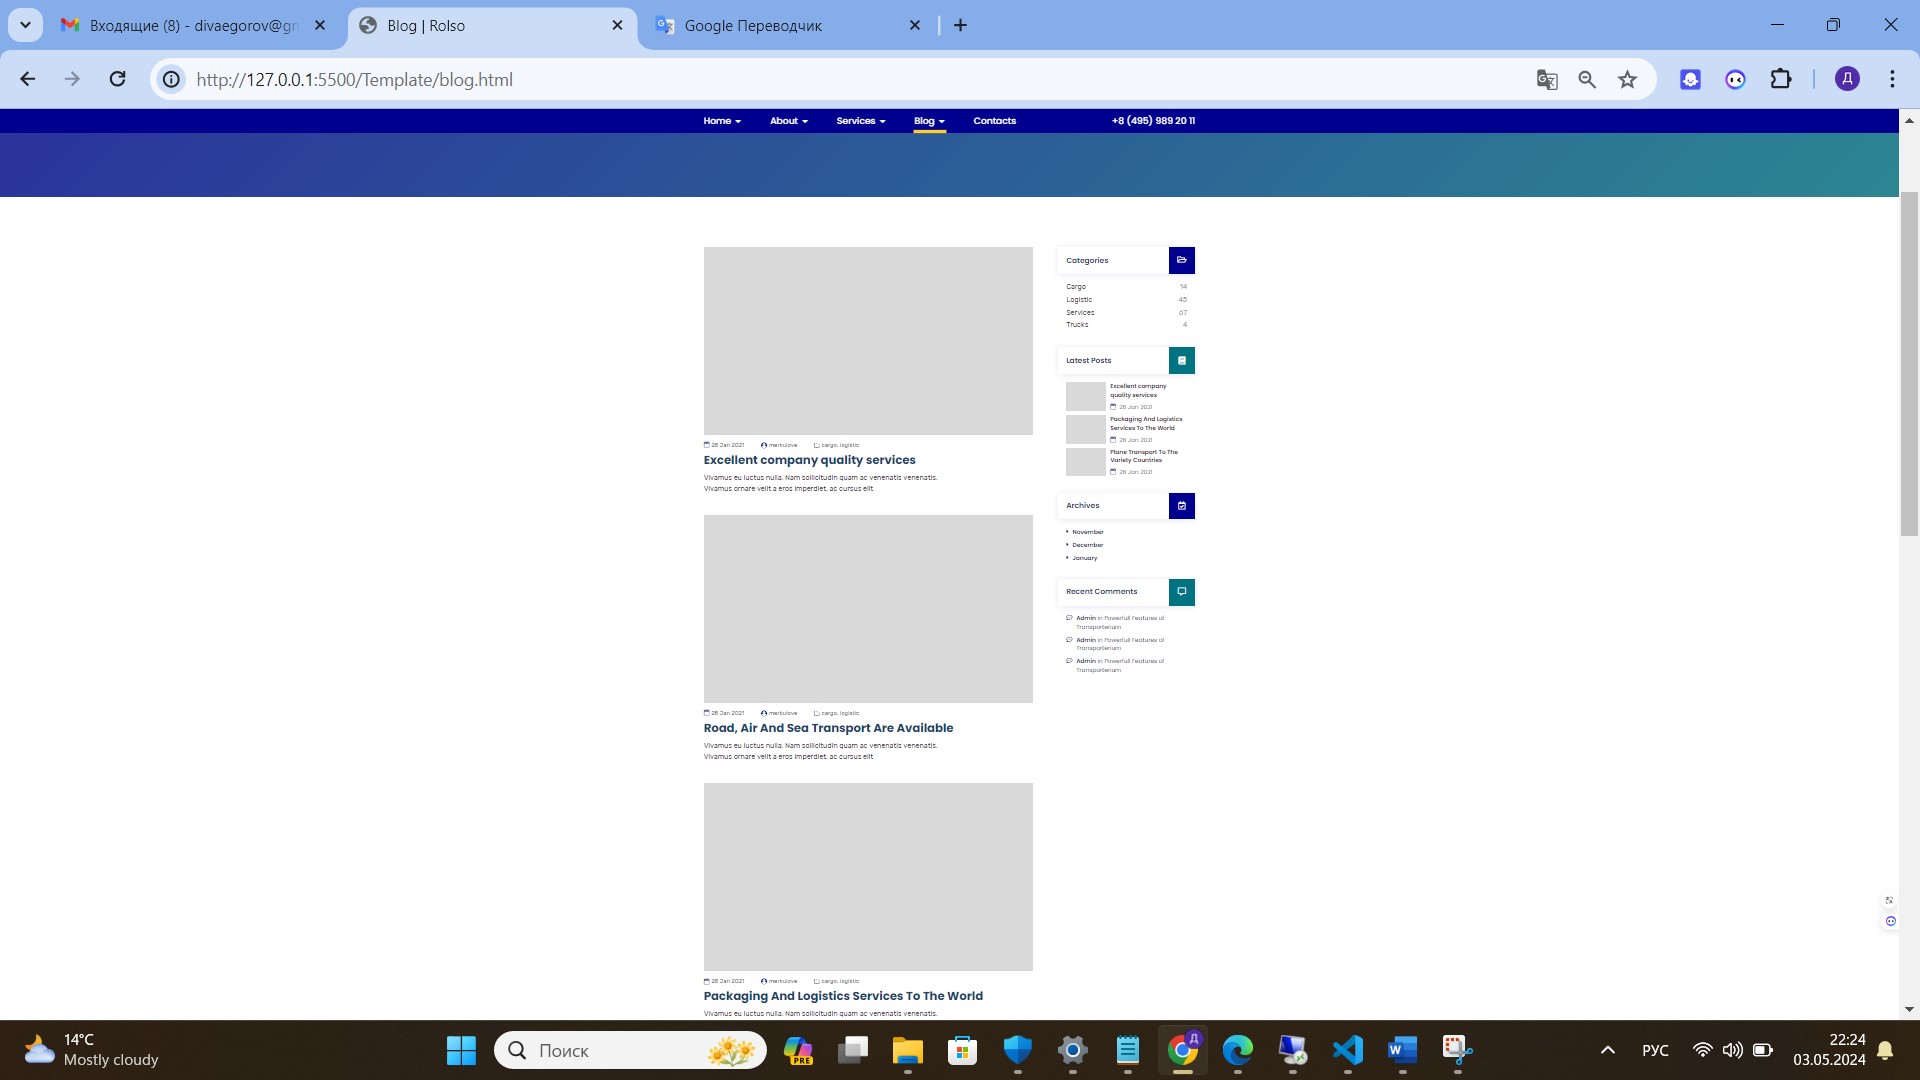 Входящие (8) - divaegorov@gm
Blog | Rolso
Google Переводчик
http://127.0.0.1:5500/Template/blog.html
Д
Home
About
Services
Blog
Contacts
+8 (495) 989 20 11
28 Jan 2021 merkulove cargo, logistic
Excellent company quality services
Vivamus eu luctus nulla. Nam sollicitudin quam ac venenatis venenatis.
Vivamus ornare velit a eros imperdiet, ac cursus elit
28 Jan 2021 merkulove cargo, logistic
Road, Air And Sea Transport Are Available
Vivamus eu luctus nulla. Nam sollicitudin quam ac venenatis venenatis.
Vivamus ornare velit a eros imperdiet, ac cursus elit
28 Jan 2021 merkulove cargo, logistic
Packaging And Logistics Services To The World
Vivamus eu luctus nulla. Nam sollicitudin quam ac venenatis venenatis.
Categories
Cargo 14
Logistic 45
Services 67
Trucks 4
Latest Posts
Excellent company
quality services
28 Jan 2021
Packaging And Logistics
Services To The World
28 Jan 2021
Plane Transport To The
Variety Countries
28 Jan 2021
Archives
November
December
January
Recent Comments
Admin in Powerfull Features of
Transporterium
Admin in Powerfull Features of
Transporterium
Admin in Powerfull Features of
Transporterium
14°C
Mostly cloudy
Поиск
PRE
Д
РУС
22:24
03.05.2024